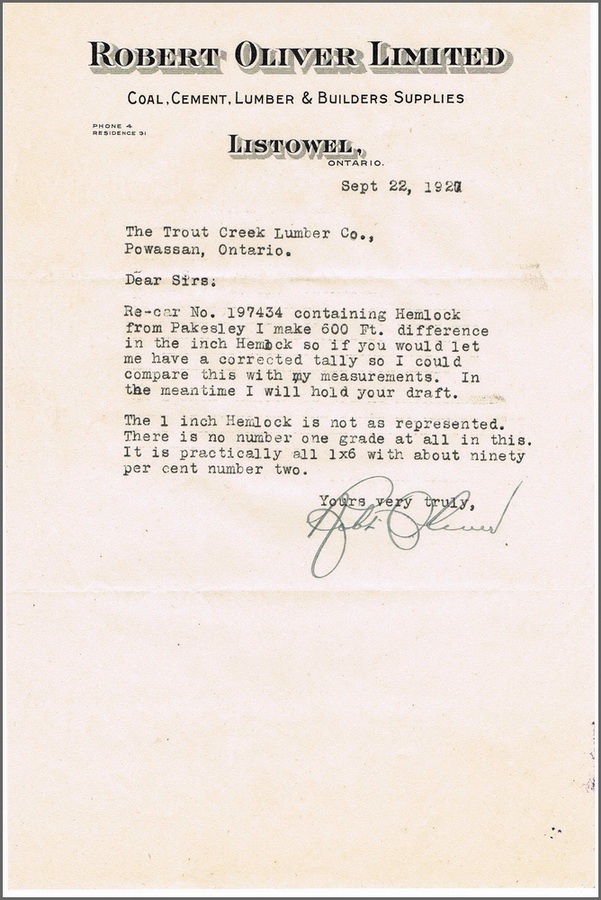 ROBERT OLIVER LIMITED
COAL, CEMENT, LUMBER & BUILDERS SUPPLIES
PHONE 4
RESIDENCE 31
LISTOWEL,
ONTARIO.
Sept 22, 1927
The Trout Creek Lumber Co.,
Powassan, Ontario.
Dear Sirs:
Re-car No. 197434 containing Hemlock
from Pakesley I make 600 Ft. difference
in the inch Hemlock so if you would let
me have a corrected tally so I could
compare this with my measurements. In
the meantime I will hold your draft.
The 1 inch Hemlock is not as represented.
There is no number one grade at all in this.
It is practically all 1x6 with about ninety
per cent number two.
Yours very truly,
Robt Oliver